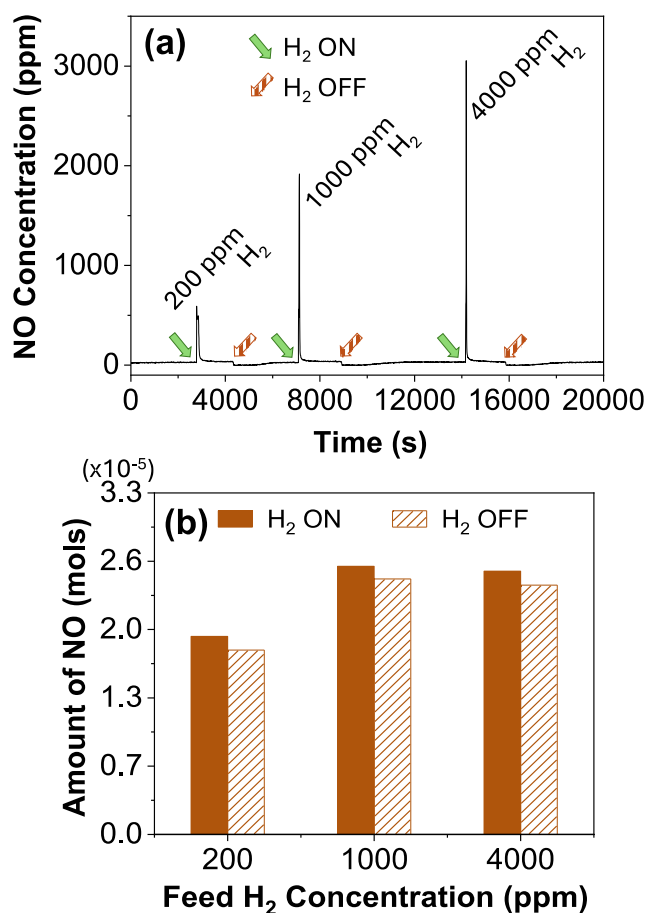 (a)
H₂ ON
H₂ OFF
200 ppm
H₂
1000 ppm
H₂
4000 ppm
H₂
NO Concentration (ppm)
3000
2000
1000
0
0 4000 8000 12000 16000 20000
Time (s)
(x10⁻⁵)
(b)
H₂ ON H₂ OFF
Amount of NO (mols)
3.3
2.6
2.0
1.3
0.7
0.0
200 1000 4000
Feed H₂ Concentration (ppm)